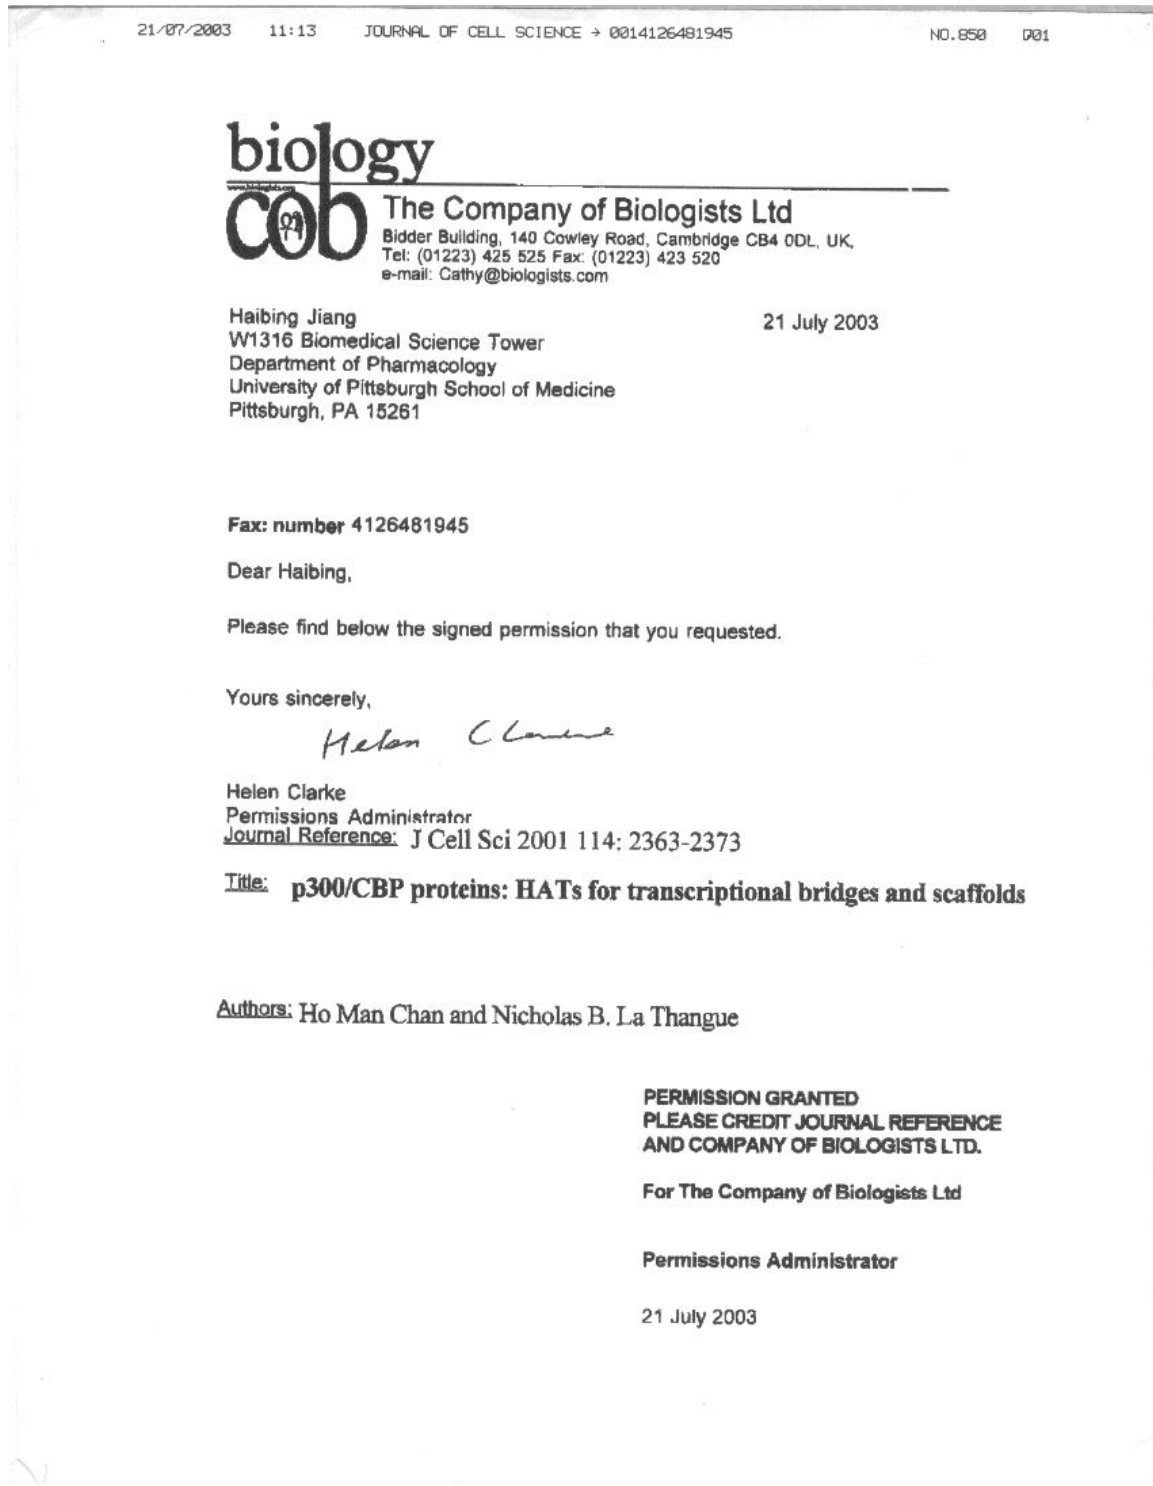 21/07/2003 11:13 JOURNAL OF CELL SCIENCE → 0014126481945 NO.850 D01
biology
www.biologists.com
cob
The Company of Biologists Ltd
Bidder Building, 140 Cowley Road, Cambridge CB4 0DL, UK,
Tel: (01223) 425 525 Fax: (01223) 423 520
e-mail: Cathy@biologists.com
Haibing Jiang 21 July 2003
W1316 Biomedical Science Tower
Department of Pharmacology
University of Pittsburgh School of Medicine
Pittsburgh, PA 15261
Fax: number 4126481945
Dear Haibing,
Please find below the signed permission that you requested.
Yours sincerely,
Helen Clarke
Helen Clarke
Permissions Administrator
Journal Reference: J Cell Sci 2001 114: 2363-2373
Title: p300/CBP proteins: HATs for transcriptional bridges and scaffolds
Authors: Ho Man Chan and Nicholas B. La Thangue
PERMISSION GRANTED
PLEASE CREDIT JOURNAL REFERENCE
AND COMPANY OF BIOLOGISTS LTD.
For The Company of Biologists Ltd
Permissions Administrator
21 July 2003